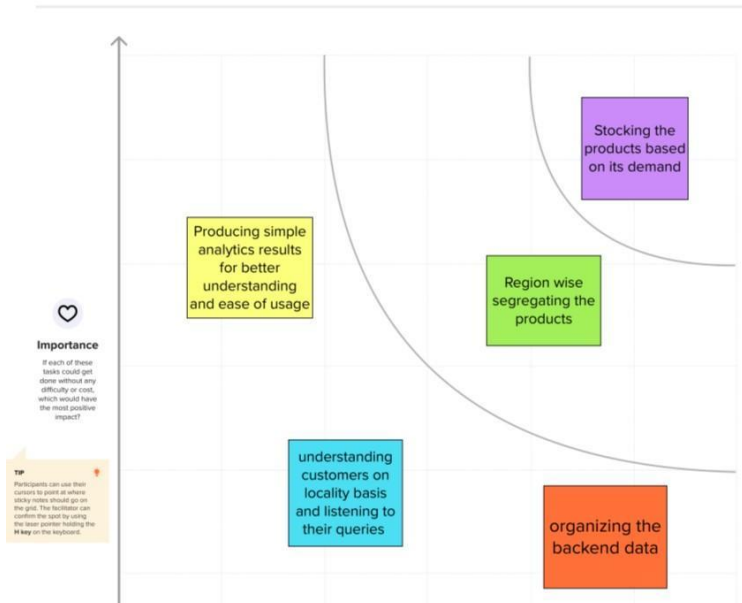 Stocking the
products based
on its demand
Producing simple
analytics results
for better
understanding
and ease of usage
Region wise
segregating the
products
Importance
If each of these
tasks could get
done without any
difficulty or cost,
which would have
the most positive
impact?
understanding
customers on
locality basis
and listening to
their queries
TIP
Participants can use their
cursors to point at where
sticky notes should go on
the grid. The facilitator can
confirm the spot by using
the laser pointer holding the
H key on the keyboard.
organizing the
backend data